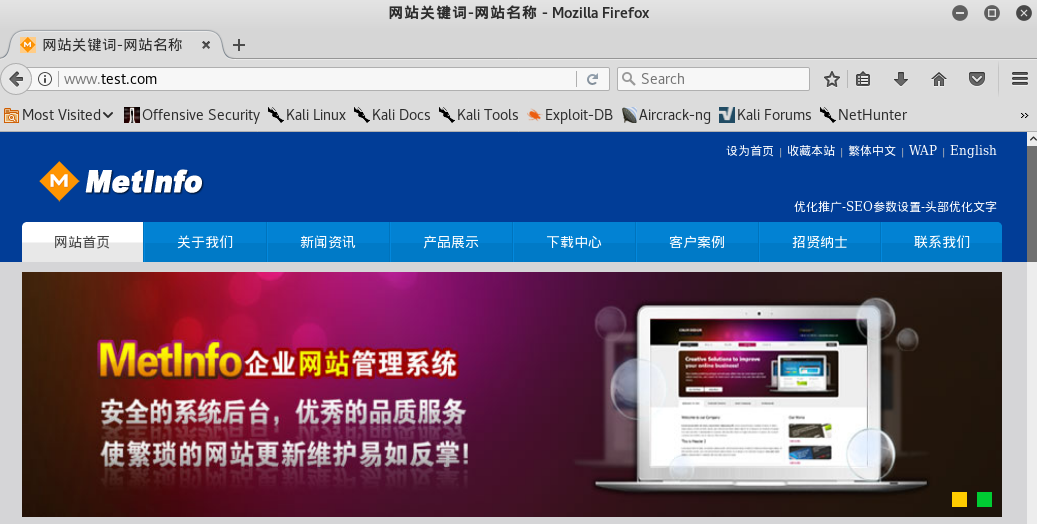 网站关键词-网站名称 - Mozilla Firefox
网站关键词-网站名称
www.test.com
Search
Most Visited Offensive Security Kali Linux Kali Docs Kali Tools Exploit-DB Aircrack-ng Kali Forums NetHunter »
设为首页 | 收藏本站 | 繁体中文 | WAP | English
MetInfo
优化推广-SEO参数设置-头部优化文字
网站首页 关于我们 新闻资讯 产品展示 下载中心 客户案例 招贤纳士 联系我们
MetInfo企业网站管理系统
安全的系统后台，优秀的品质服务
使繁琐的网站更新维护易如反掌!
Creative Solutions to improve
your online business!